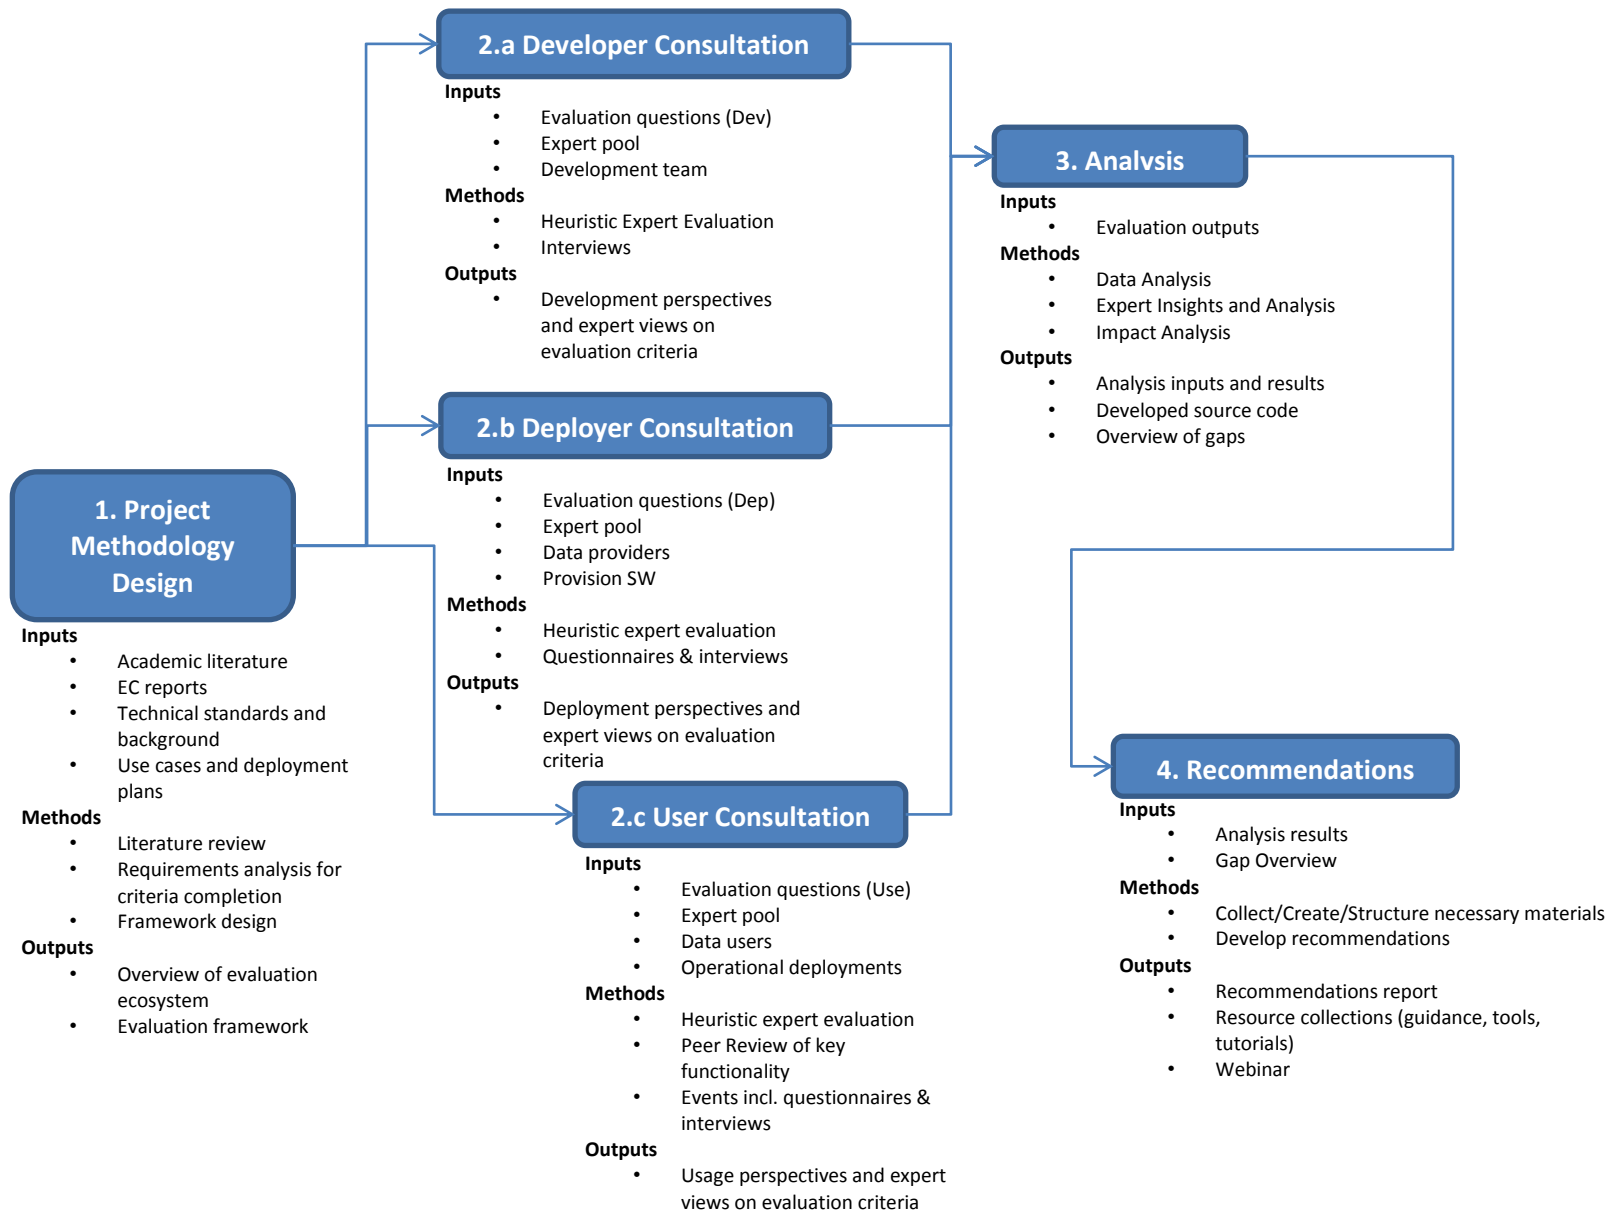 2.a Developer Consultation
Inputs
• Evaluation questions (Dev)
• Expert pool
• Development team
Methods
• Heuristic Expert Evaluation
• Interviews
Outputs
• Development perspectives
and expert views on
evaluation criteria
2.b Deployer Consultation
Inputs
• Evaluation questions (Dep)
• Expert pool
• Data providers
• Provision SW
Methods
• Heuristic expert evaluation
• Questionnaires & interviews
Outputs
• Deployment perspectives and
expert views on evaluation
criteria
1. Project
Methodology
Design
Inputs
• Academic literature
• EC reports
• Technical standards and
background
• Use cases and deployment
plans
Methods
• Literature review
• Requirements analysis for
criteria completion
• Framework design
Outputs
• Overview of evaluation
ecosystem
• Evaluation framework
2.c User Consultation
Inputs
• Evaluation questions (Use)
• Expert pool
• Data users
• Operational deployments
Methods
• Heuristic expert evaluation
• Peer Review of key
functionality
• Events incl. questionnaires &
interviews
Outputs
• Usage perspectives and expert
views on evaluation criteria
3. Analysis
Inputs
• Evaluation outputs
Methods
• Data Analysis
• Expert Insights and Analysis
• Impact Analysis
Outputs
• Analysis inputs and results
• Developed source code
• Overview of gaps
4. Recommendations
Inputs
• Analysis results
• Gap Overview
Methods
• Collect/Create/Structure necessary materials
• Develop recommendations
Outputs
• Recommendations report
• Resource collections (guidance, tools,
tutorials)
• Webinar